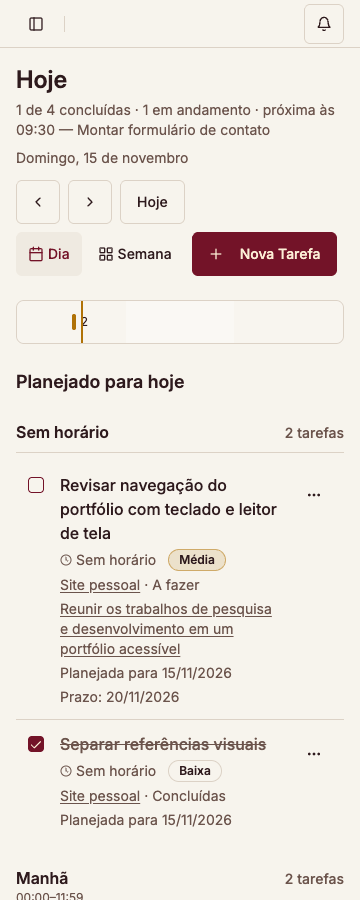 Hoje
1 de 4 concluídas · 1 em andamento · próxima às
09:30 — Montar formulário de contato
Domingo, 15 de novembro
Hoje
Dia
Semana
Nova Tarefa
2
Planejado para hoje
Sem horário
2 tarefas
Revisar navegação do
portfólio com teclado e leitor
de tela
Sem horário
Média
Site pessoal · A fazer
Reunir os trabalhos de pesquisa
e desenvolvimento em um
portfólio acessível
Planejada para 15/11/2026
Prazo: 20/11/2026
Separar referências visuais
Sem horário
Baixa
Site pessoal · Concluídas
Planejada para 15/11/2026
Manhã
2 tarefas
00:00–11:59